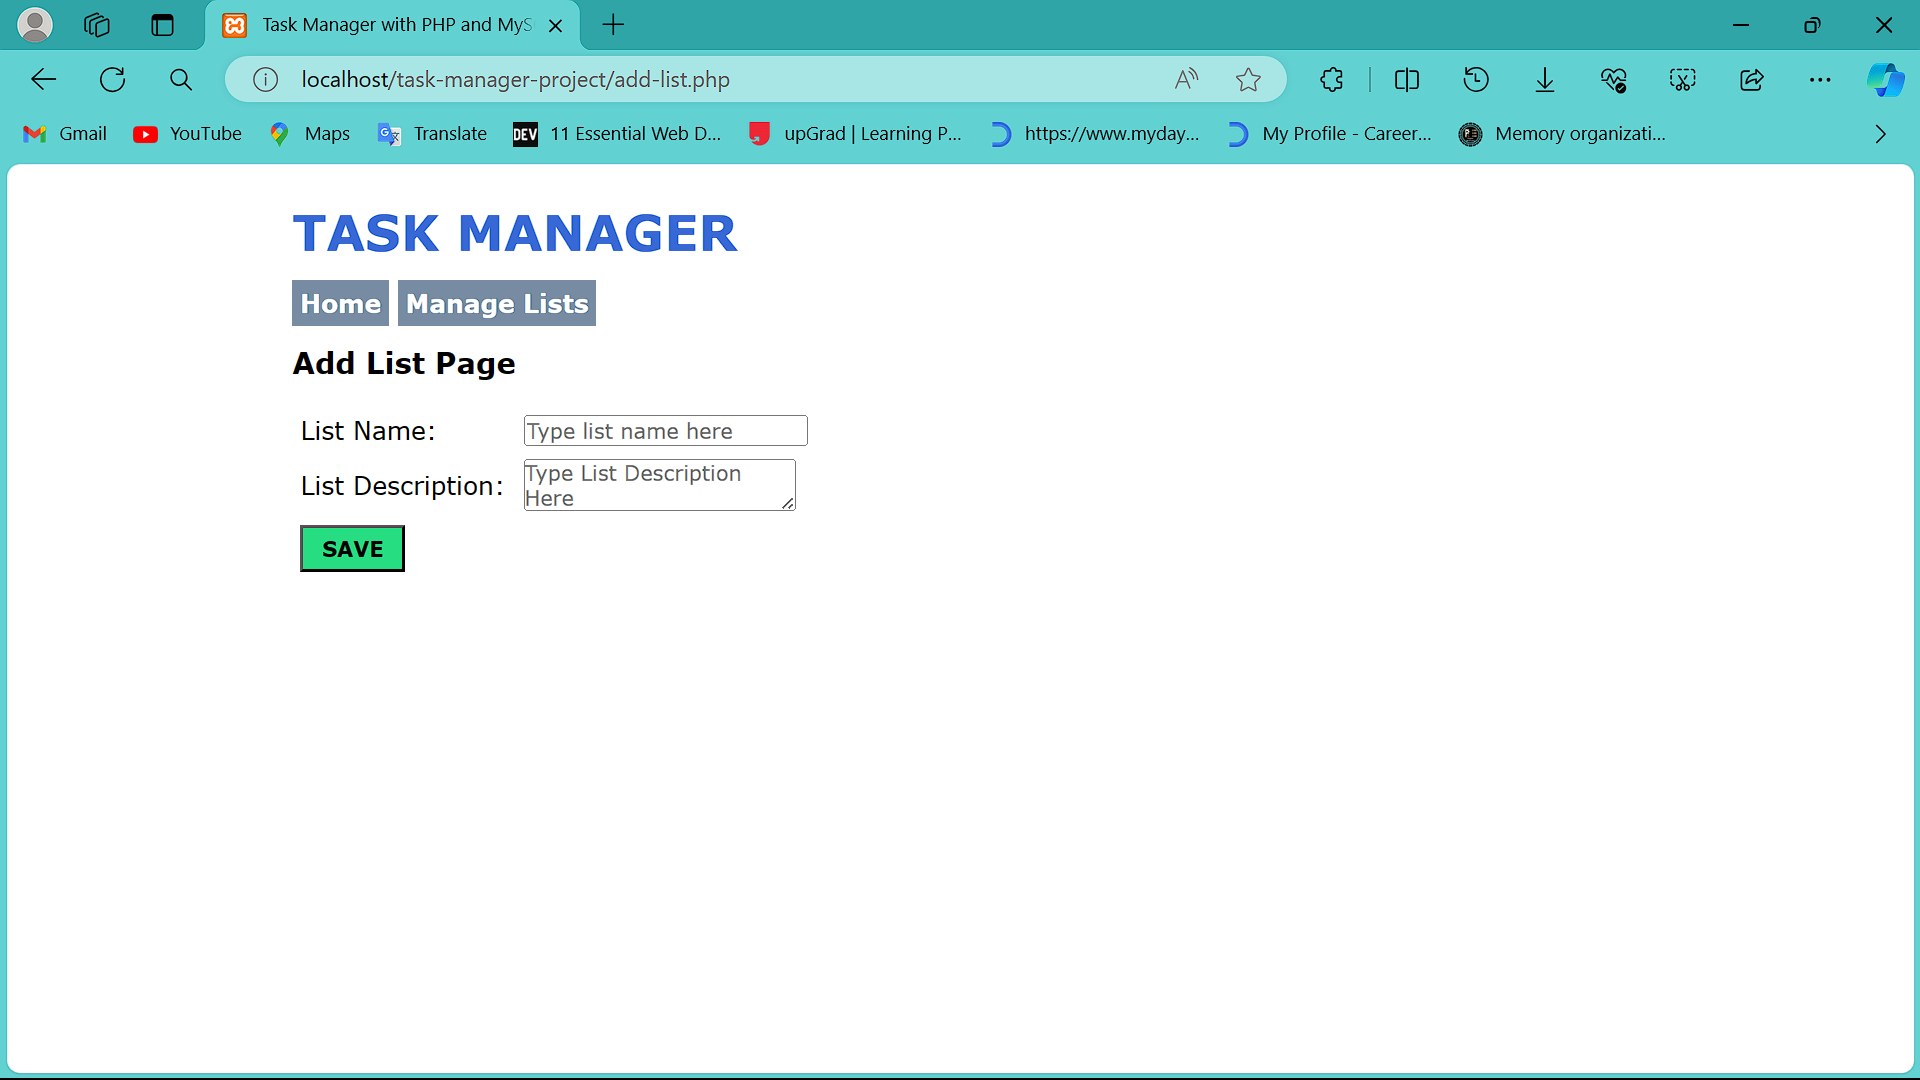 Task Manager with PHP and MyS
localhost/task-manager-project/add-list.php
Gmail YouTube Maps Translate DEV 11 Essential Web D... upGrad | Learning P... https://www.myday... My Profile - Career... Memory organizati...
TASK MANAGER
Home Manage Lists
Add List Page
List Name: Type list name here
List Description: Type List Description
Here
SAVE